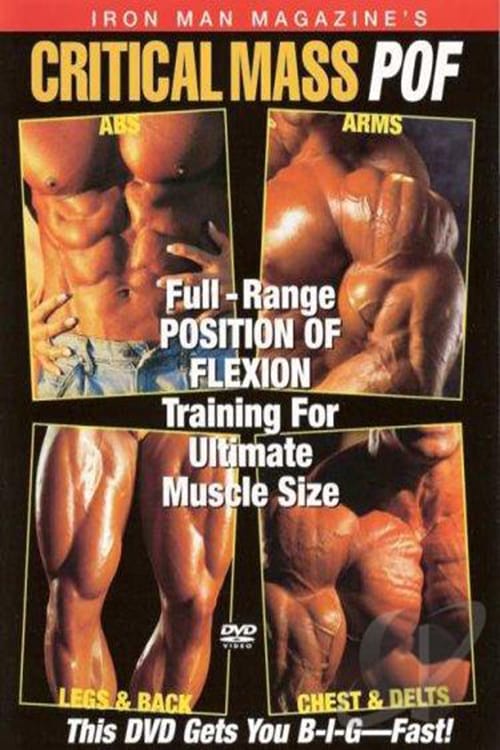 IRON MAN MAGAZINE'S
CRITICAL MASS POF
ABS
ARMS
Full-Range
POSITION OF
FLEXION
Training For
Ultimate
Muscle Size
DVD
VIDEO
LEGS & BACK
CHEST & DELTS
This DVD Gets You B-I-G—Fast!